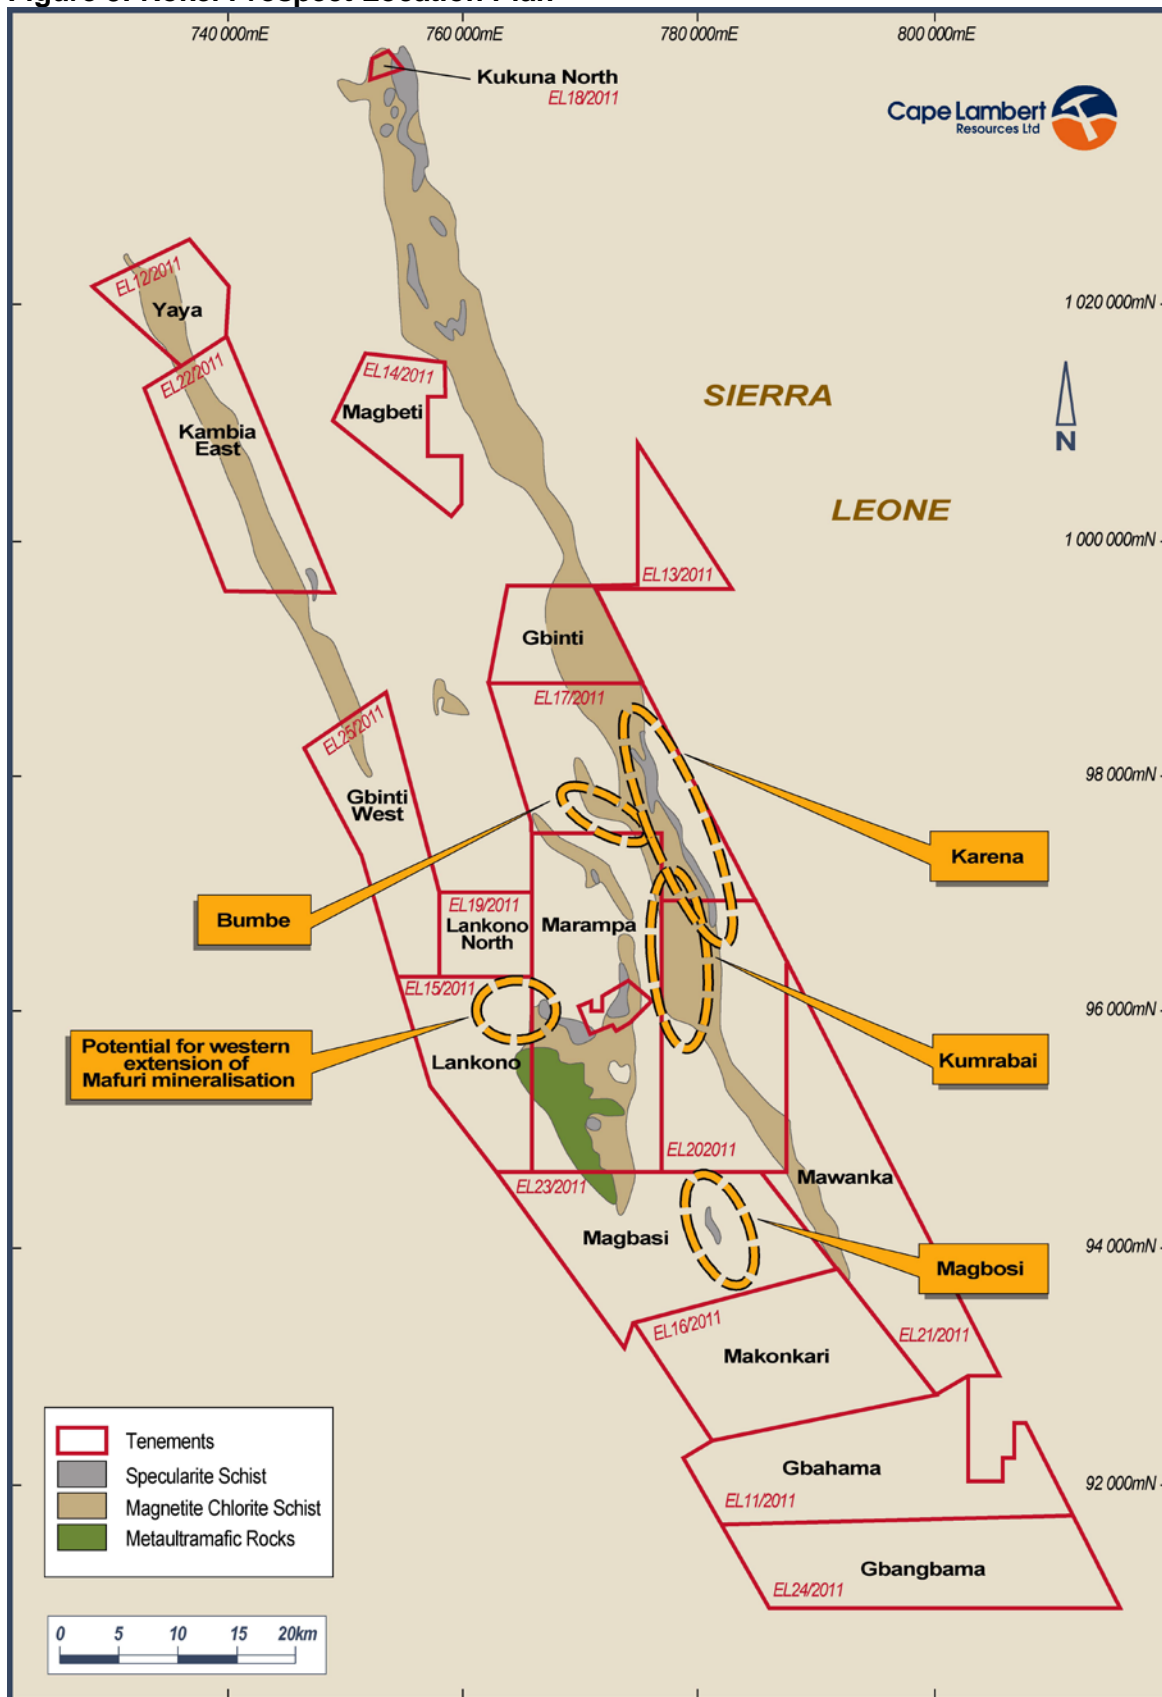 740 000mE
760 000mE
780 000mE
800 000mE
Kukuna North
EL18/2011
Cape Lambert
Resources Ltd
EL12/2011
Yaya
1 020 000mN
EL22/2011
EL14/2011
Magbeti
Kambia
East
SIERRA
N
LEONE
1 000 000mN
EL13/2011
Gbinti
EL17/2011
EL25/2011
98 000mN
Gbinti
West
Karena
Bumbe
EL19/2011
Lankono
North
Marampa
EL15/2011
96 000mN
Potential for western
extension of
Mafuri mineralisation
Lankono
Kumrabai
EL202011
EL23/2011
Mawanka
Magbasi
94 000mN
Magbosi
EL16/2011
EL21/2011
Makonkari
Tenements
Specularite Schist
Magnetite Chlorite Schist
Metaultramafic Rocks
Gbahama
92 000mN
EL11/2011
Gbangbama
EL24/2011
0
5
10
15
20km